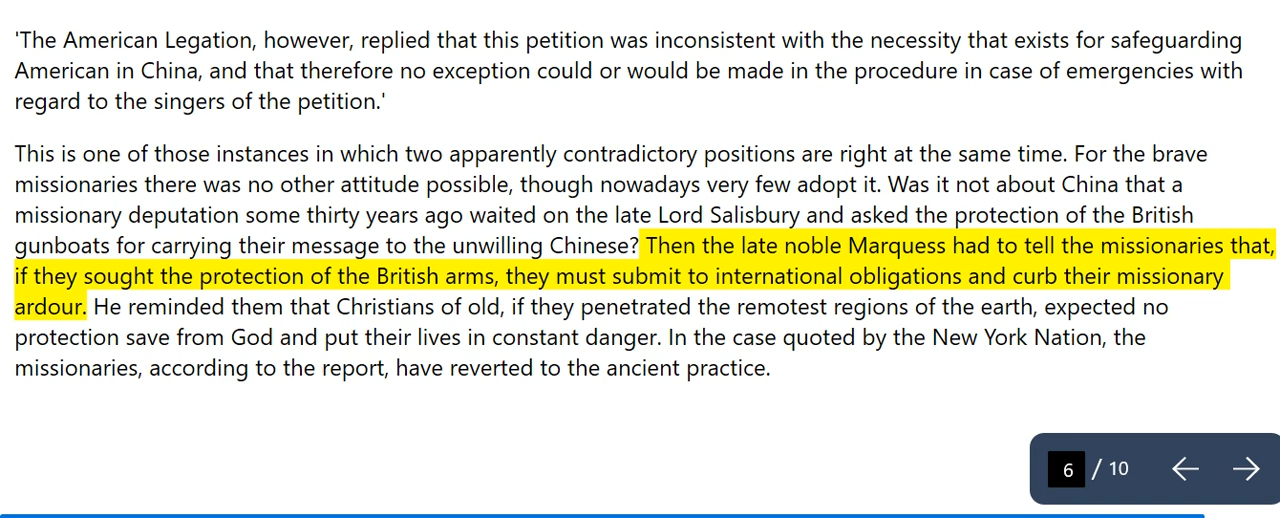 'The American Legation, however, replied that this petition was inconsistent with the necessity that exists for safeguarding
American in China, and that therefore no exception could or would be made in the procedure in case of emergencies with
regard to the singers of the petition.'
This is one of those instances in which two apparently contradictory positions are right at the same time. For the brave
missionaries there was no other attitude possible, though nowadays very few adopt it. Was it not about China that a
missionary deputation some thirty years ago waited on the late Lord Salisbury and asked the protection of the British
gunboats for carrying their message to the unwilling Chinese? Then the late noble Marquess had to tell the missionaries that,
if they sought the protection of the British arms, they must submit to international obligations and curb their missionary
ardour. He reminded them that Christians of old, if they penetrated the remotest regions of the earth, expected no
protection save from God and put their lives in constant danger. In the case quoted by the New York Nation, the
missionaries, according to the report, have reverted to the ancient practice.
6 / 10